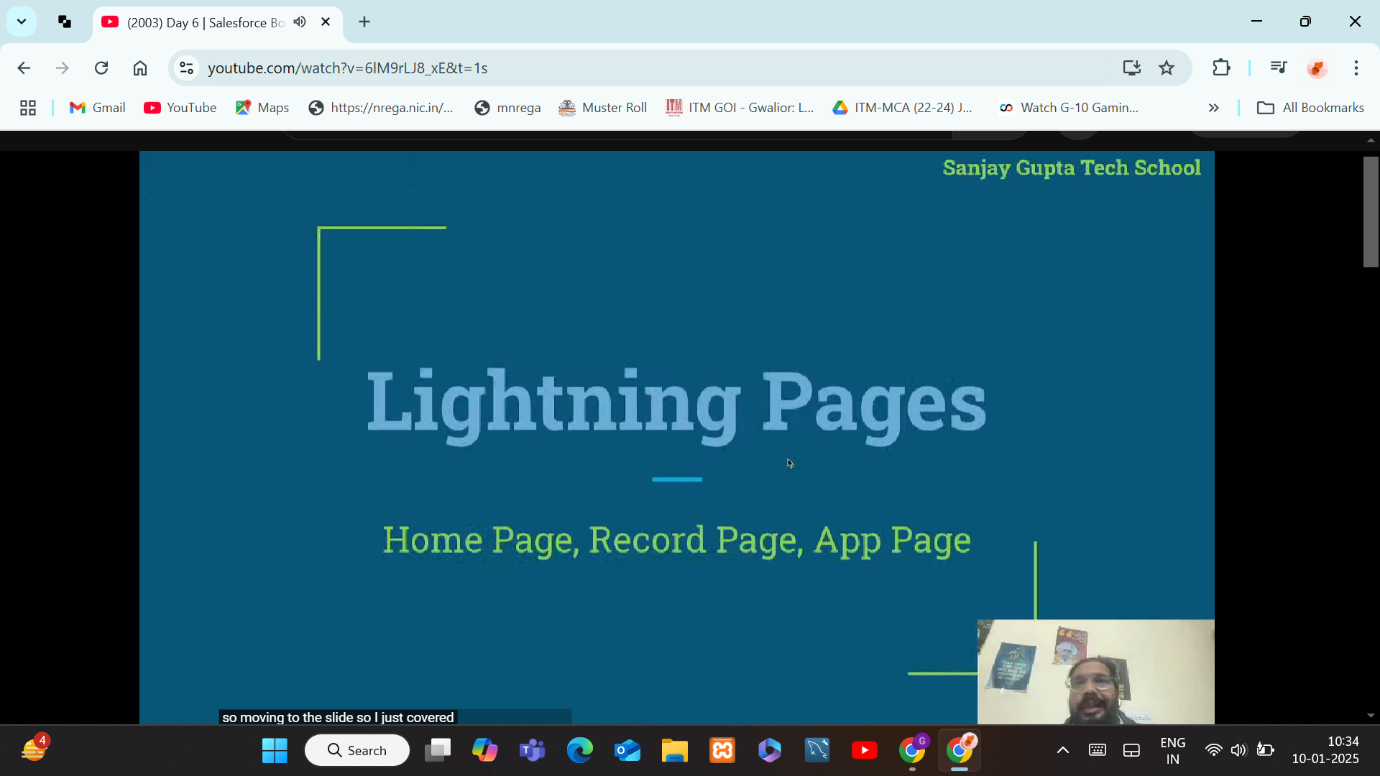 (2003) Day 6 | Salesforce Bo
youtube.com/watch?v=6lM9rLJ8_xE&t=1s
Gmail
YouTube
Maps
https://nrega.nic.in/...
mnrega
Muster Roll
ITM GOI - Gwalior: L...
ITM-MCA (22-24) J...
Watch G-10 Gamin...
»
All Bookmarks
Sanjay Gupta Tech School
Lightning Pages
Home Page, Record Page, App Page
so moving to the slide so I just covered
4
Search
G
ENG
IN
10:34
10-01-2025